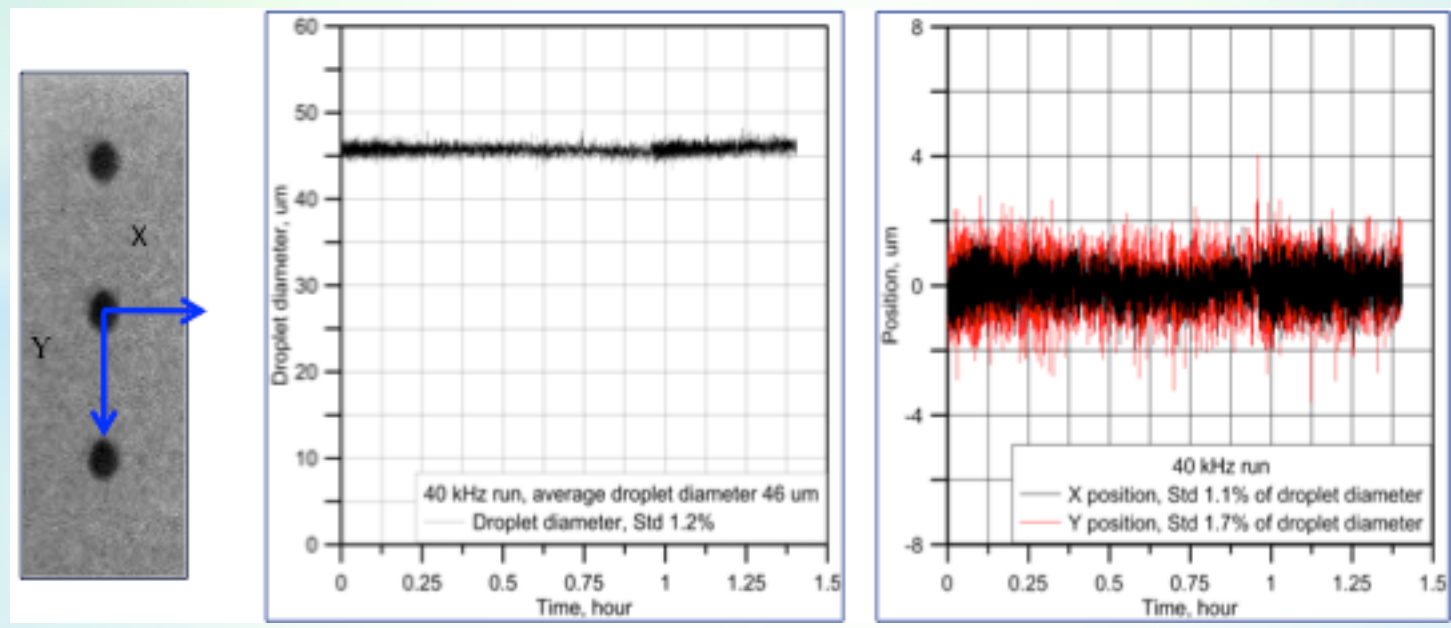 X
Y
60
50
40
30
20
10
0
Droplet diameter, um
40 kHz run, average droplet diameter 46 um
Droplet diameter, Std 1.2%
0 0.25 0.5 0.75 1 1.25 1.5
Time, hour
8
4
0
-4
-8
Position, um
40 kHz run
X position, Std 1.1% of droplet diameter
Y position, Std 1.7% of droplet diameter
0 0.25 0.5 0.75 1 1.25 1.5
Time, hour